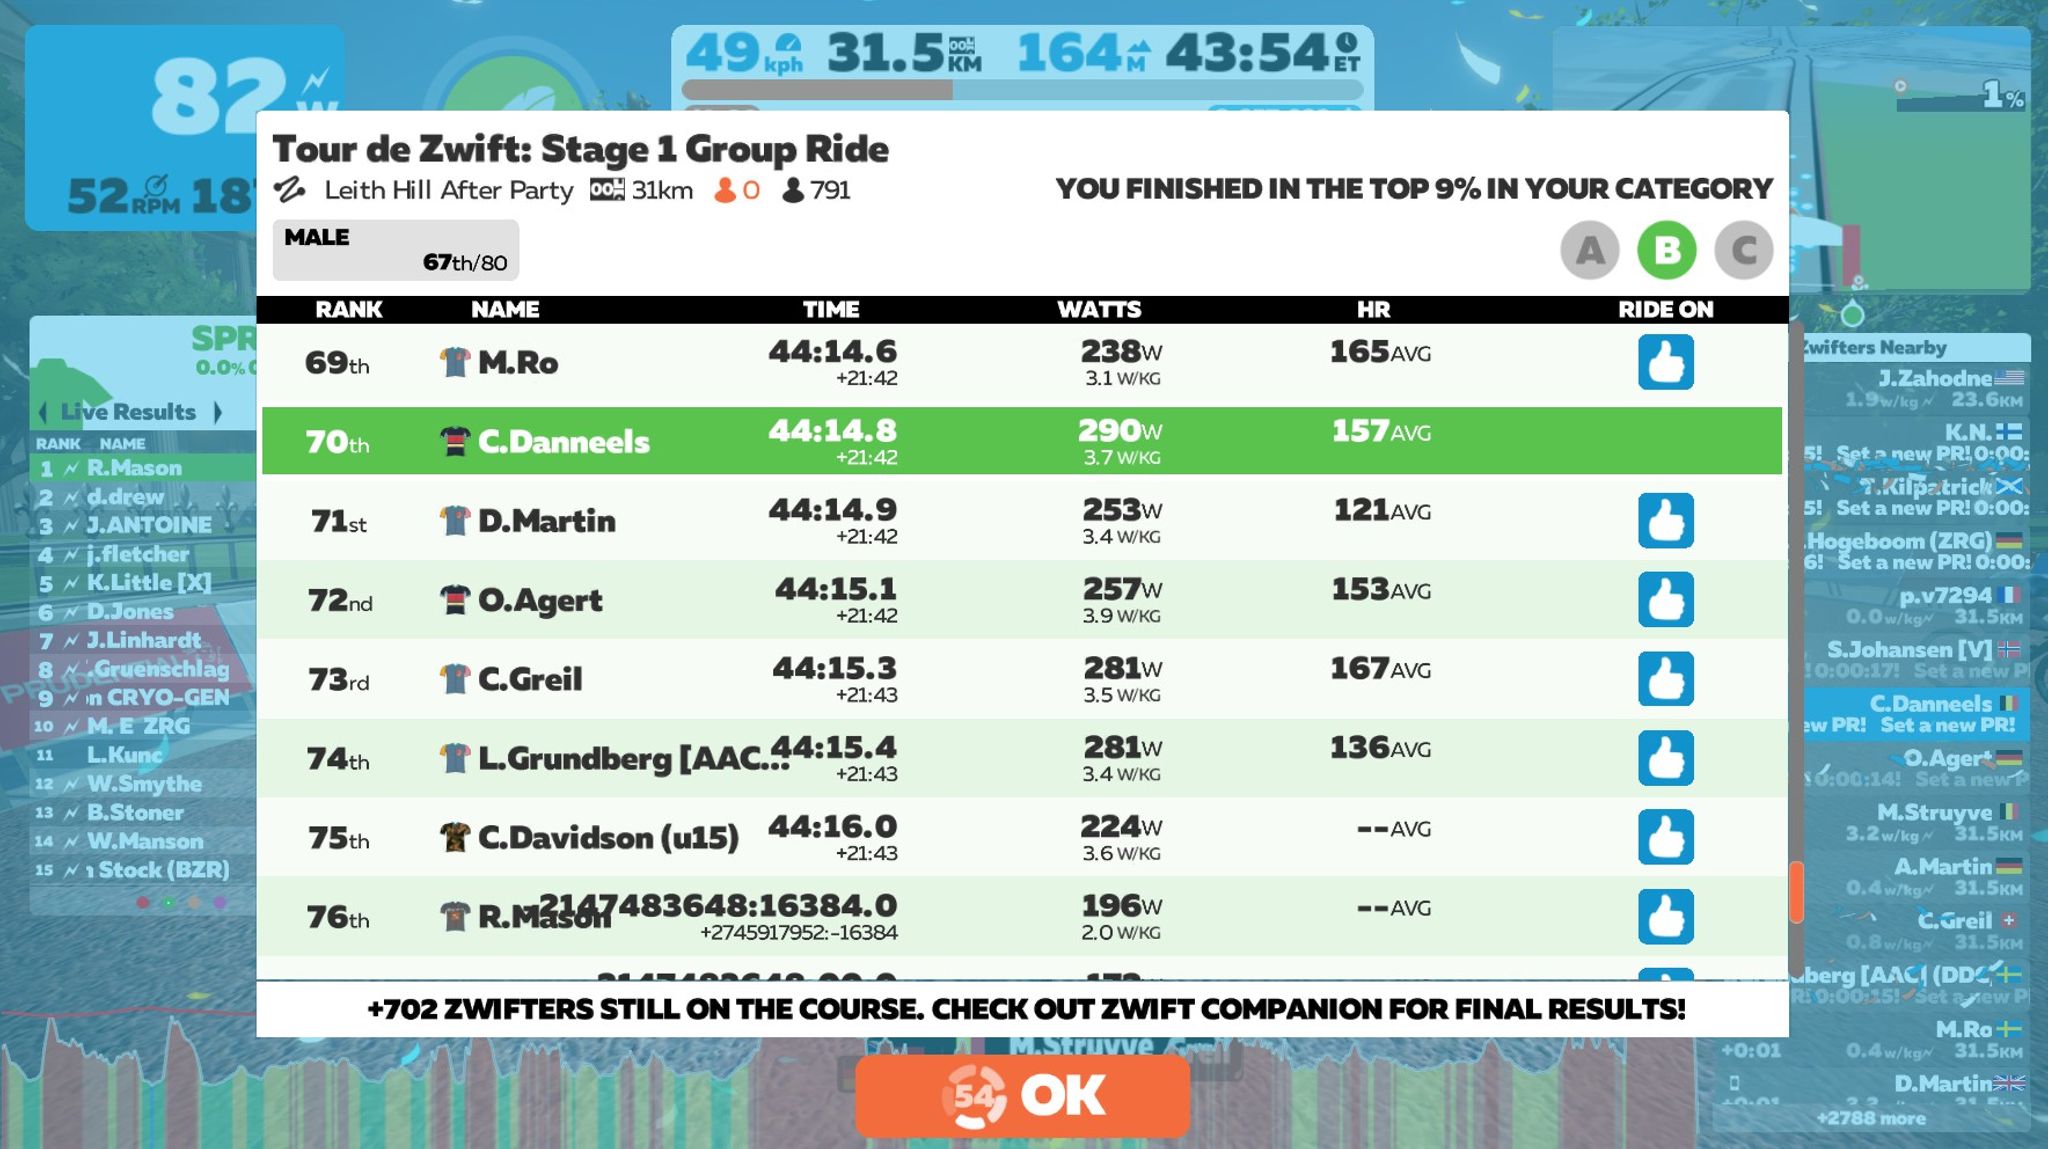 82 W
52 RPM 187
49 kph 31.5 KM 164 M 43:54 ET
1%
Tour de Zwift: Stage 1 Group Ride
Leith Hill After Party 31km 0 791
YOU FINISHED IN THE TOP 9% IN YOUR CATEGORY
MALE
67th/80
A B C
RANK NAME TIME WATTS HR RIDE ON
69th M.Ro 44:14.6 238W 165AVG
+21:42 3.1 W/KG
70th C.Danneels 44:14.8 290W 157AVG
+21:42 3.7 W/KG
71st D.Martin 44:14.9 253W 121AVG
+21:42 3.4 W/KG
72nd O.Agert 44:15.1 257W 153AVG
+21:42 3.9 W/KG
73rd C.Greil 44:15.3 281W 167AVG
+21:43 3.5 W/KG
74th L.Grundberg [AAC... 44:15.4 281W 136AVG
+21:43 3.4 W/KG
75th C.Davidson (u15) 44:16.0 224W --AVG
+21:43 3.6 W/KG
76th R.Mason -2147483648:16384.0 196W --AVG
+2745917952:-16384 2.0 W/KG
+702 ZWIFTERS STILL ON THE COURSE. CHECK OUT ZWIFT COMPANION FOR FINAL RESULTS!
54 OK
SPR
0.0%
Live Results
RANK NAME
1 R.Mason
2 d.drew
3 J.ANTOINE
4 j.fletcher
5 K.Little [X]
6 D.Jones
7 J.Linhardt
8 Gruenschlag
9 n CRYO-GEN
10 M. E ZRG
11 L.Kunc
12 W.Smythe
13 B.Stoner
14 W.Manson
15 Stock (BZR)
Zwifters Nearby
J.Zahodne
1.9w/kg 23.6KM
K.N.
Set a new PR! 0:00:
Kilpatrick
Set a new PR! 0:00:
.Hogeboom (ZRG)
Set a new PR! 0:00:
p.v7294
0.0w/kg 31.5KM
S.Johansen [V]
0:00:17! Set a new P
C.Danneels
ew PR! Set a new PR!
O.Agert
0:00:14! Set a new P
M.Struyve
3.2w/kg 31.5KM
A.Martin
0.4w/kg 31.5KM
C.Greil
0.8w/kg 31.5KM
berg [AAC] (DDC
0:00:15! Set a new P
M.Ro
+0:01 0.4w/kg 31.5KM
D.Martin
+2788 more
M.Struyve